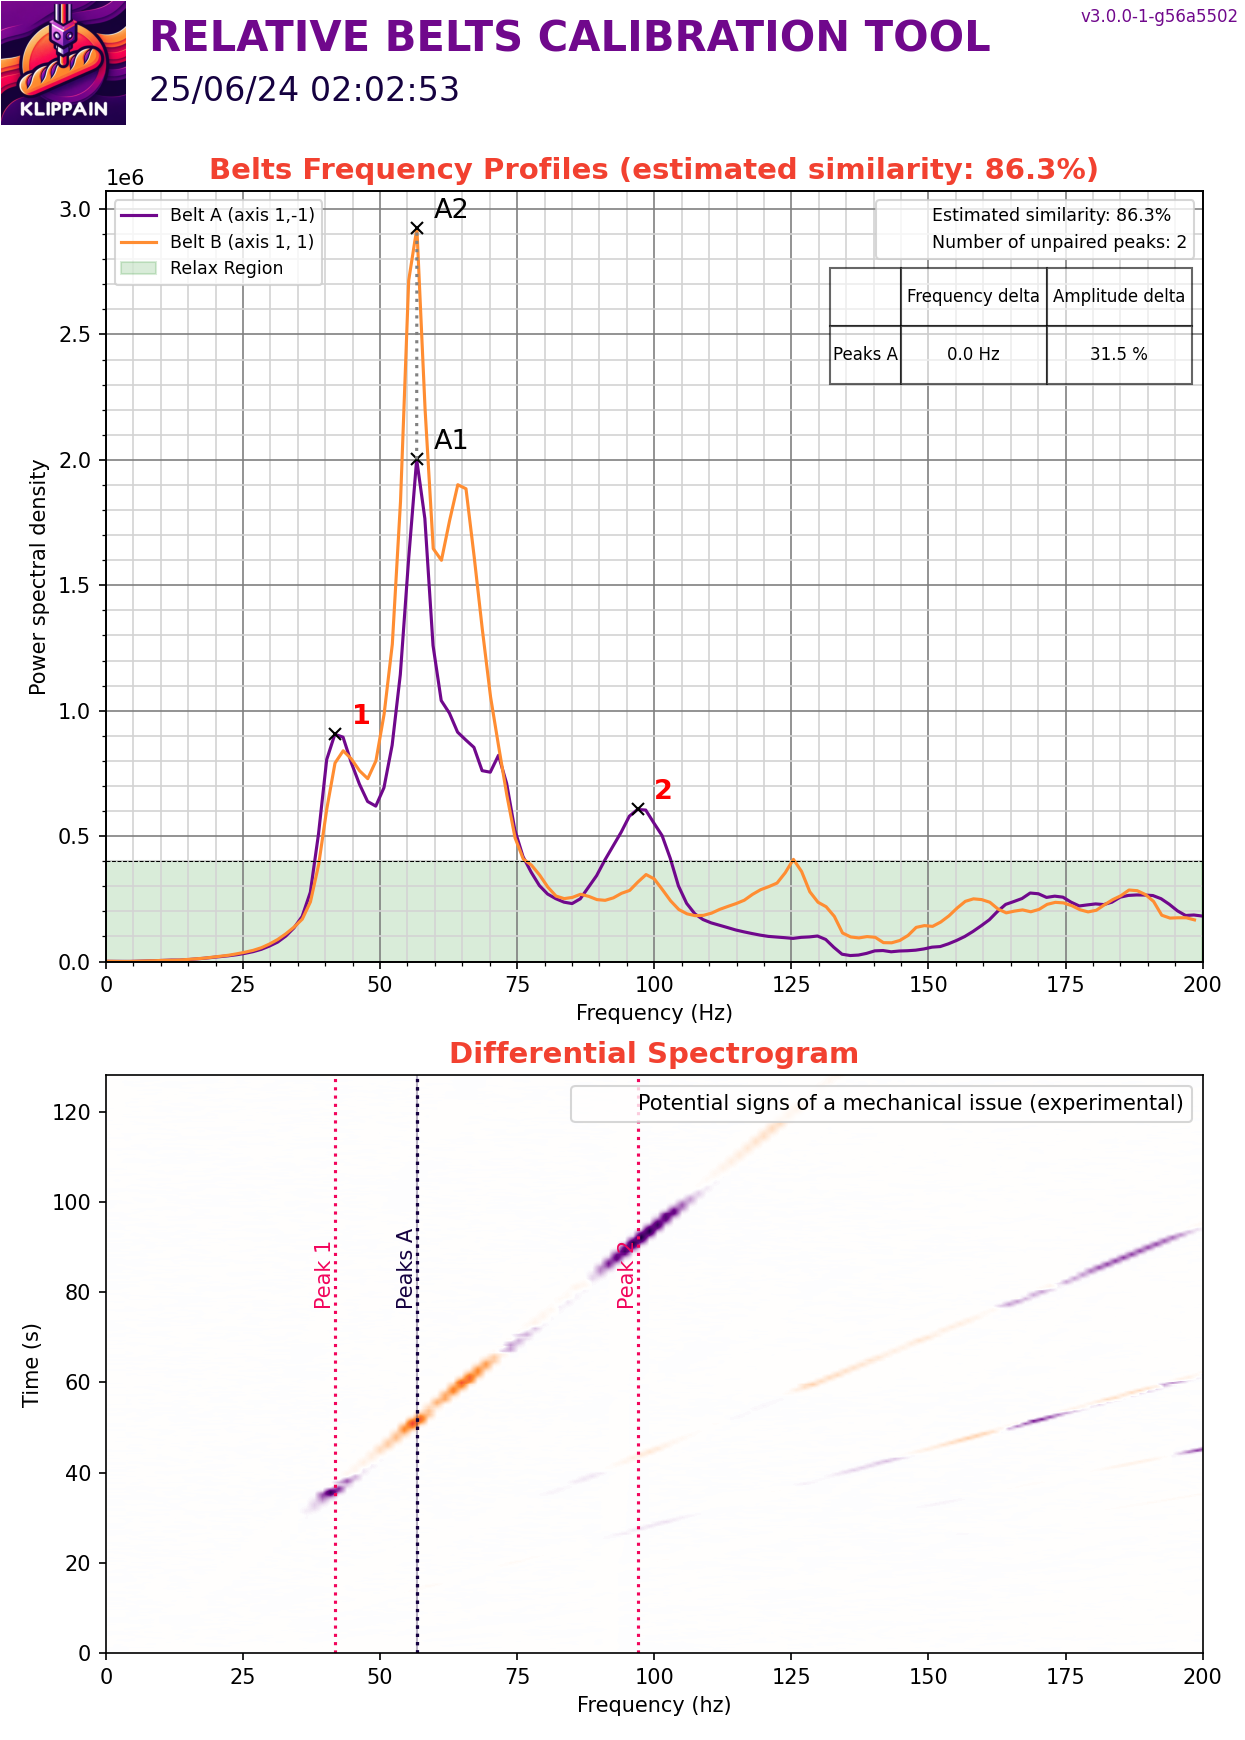 KLIPPAIN
RELATIVE BELTS CALIBRATION TOOL
25/06/24 02:02:53
v3.0.0-1-g56a5502
Belts Frequency Profiles (estimated similarity: 86.3%)
1e6
Belt A (axis 1,-1)
Belt B (axis 1, 1)
Relax Region
Estimated similarity: 86.3%
Number of unpaired peaks: 2
Frequency delta Amplitude delta
Peaks A 0.0 Hz 31.5 %
A2
A1
1
2
3.0
2.5
2.0
1.5
1.0
0.5
0.0
Power spectral density
0 25 50 75 100 125 150 175 200
Frequency (Hz)
Differential Spectrogram
Potential signs of a mechanical issue (experimental)
Peak 1
Peaks A
Peak 2
120
100
80
60
40
20
0
Time (s)
0 25 50 75 100 125 150 175 200
Frequency (hz)